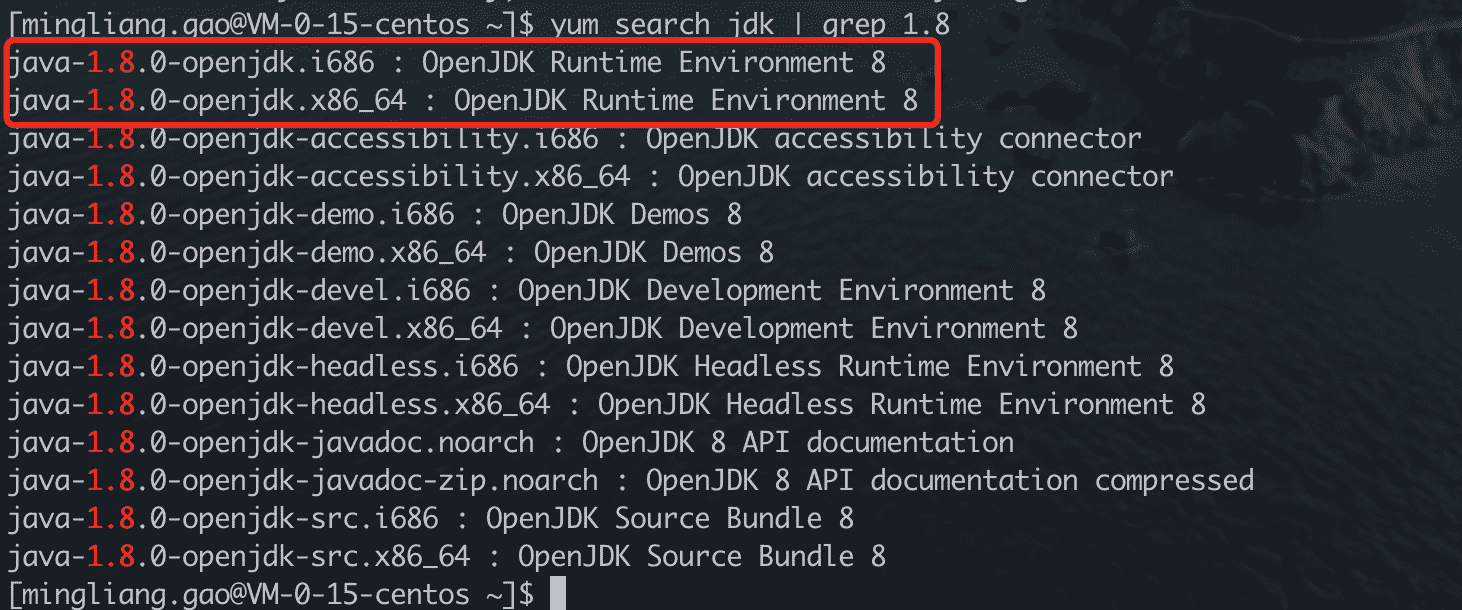 [mingliang.gao@VM-0-15-centos ~]$ yum search jdk | grep 1.8
java-1.8.0-openjdk.i686 : OpenJDK Runtime Environment 8
java-1.8.0-openjdk.x86_64 : OpenJDK Runtime Environment 8
java-1.8.0-openjdk-accessibility.i686 : OpenJDK accessibility connector
java-1.8.0-openjdk-accessibility.x86_64 : OpenJDK accessibility connector
java-1.8.0-openjdk-demo.i686 : OpenJDK Demos 8
java-1.8.0-openjdk-demo.x86_64 : OpenJDK Demos 8
java-1.8.0-openjdk-devel.i686 : OpenJDK Development Environment 8
java-1.8.0-openjdk-devel.x86_64 : OpenJDK Development Environment 8
java-1.8.0-openjdk-headless.i686 : OpenJDK Headless Runtime Environment 8
java-1.8.0-openjdk-headless.x86_64 : OpenJDK Headless Runtime Environment 8
java-1.8.0-openjdk-javadoc.noarch : OpenJDK 8 API documentation
java-1.8.0-openjdk-javadoc-zip.noarch : OpenJDK 8 API documentation compressed
java-1.8.0-openjdk-src.i686 : OpenJDK Source Bundle 8
java-1.8.0-openjdk-src.x86_64 : OpenJDK Source Bundle 8
[mingliang.gao@VM-0-15-centos ~]$